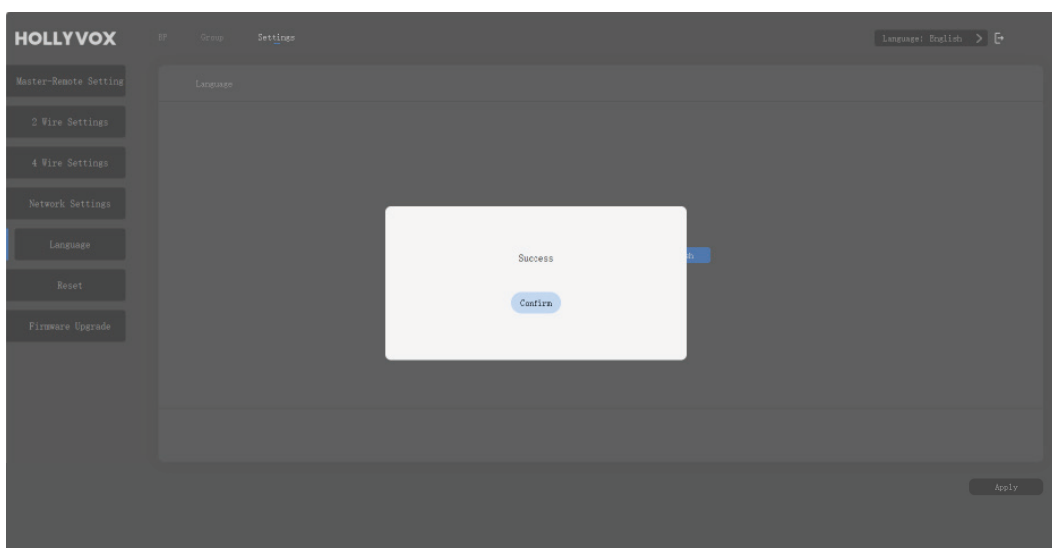 HOLLYVOX
BP Group Settings
Language: English
Master-Remote Setting
2 Wire Settings
4 Wire Settings
Network Settings
Language
Reset
Firmware Upgrade
Language
Success
Confirm
Apply